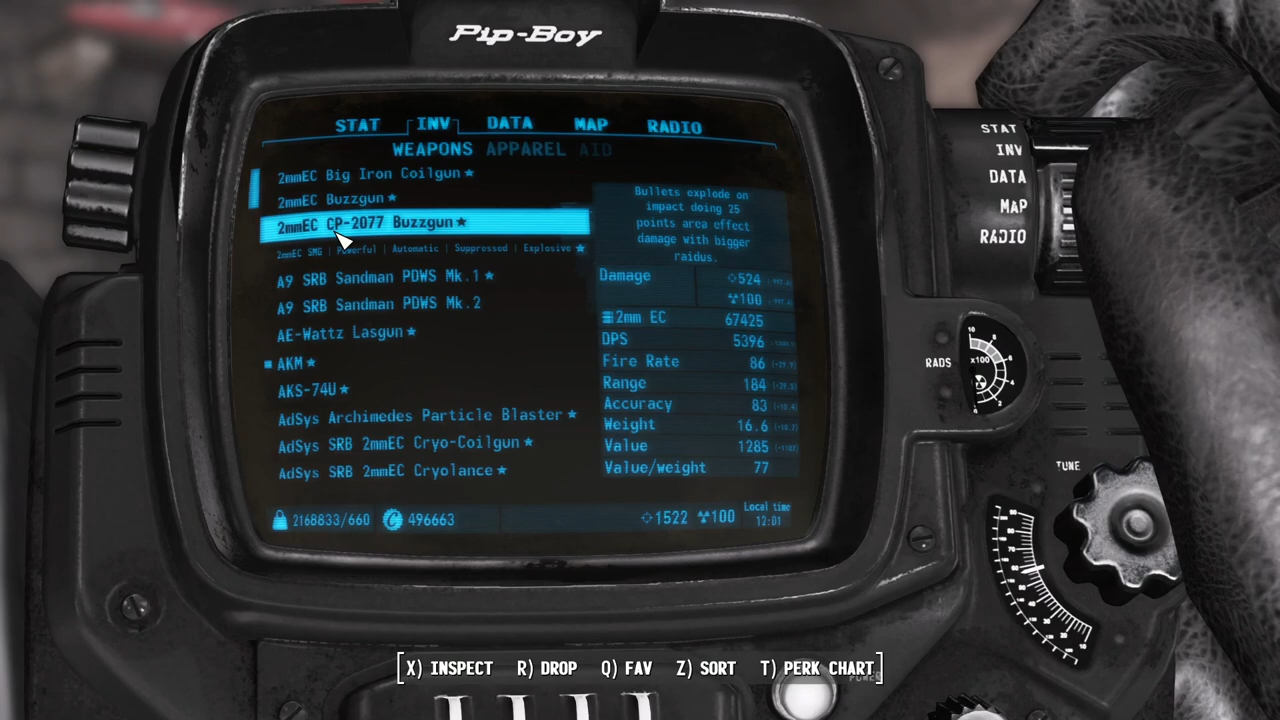 Pip-Boy
STAT INV DATA MAP RADIO
WEAPONS APPAREL AID
2mmEC Big Iron Coilgun ★
2mmEC Buzzgun ★
2mmEC CP-2077 Buzzgun ★
2mmEC SMG | Powerful | Automatic | Suppressed | Explosive ★
A9 SRB Sandman PDWS Mk.1 ★
A9 SRB Sandman PDWS Mk.2
AE-Wattz Lasgun ★
AKM ★
AKS-74U ★
AdSys Archimedes Particle Blaster ★
AdSys SRB 2mmEC Cryo-Coilgun ★
AdSys SRB 2mmEC Cryolance ★
Bullets explode on
impact doing 25
points area effect
damage with bigger
raidus.
Damage 524
100
2mm EC 67425
DPS 5396
Fire Rate 86
Range 184
Accuracy 83
Weight 16.6
Value 1285
Value/weight 77
2168833/660 496663 1522 100 Local time
12:01
STAT
INV
DATA
MAP
RADIO
RADS
x100
TUNE
X) INSPECT R) DROP Q) FAV Z) SORT T) PERK CHART
POWER